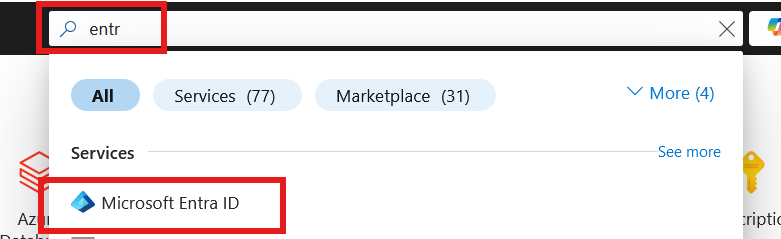 entr
All
Services (77)
Marketplace (31)
More (4)
Services
See more
Microsoft Entra ID